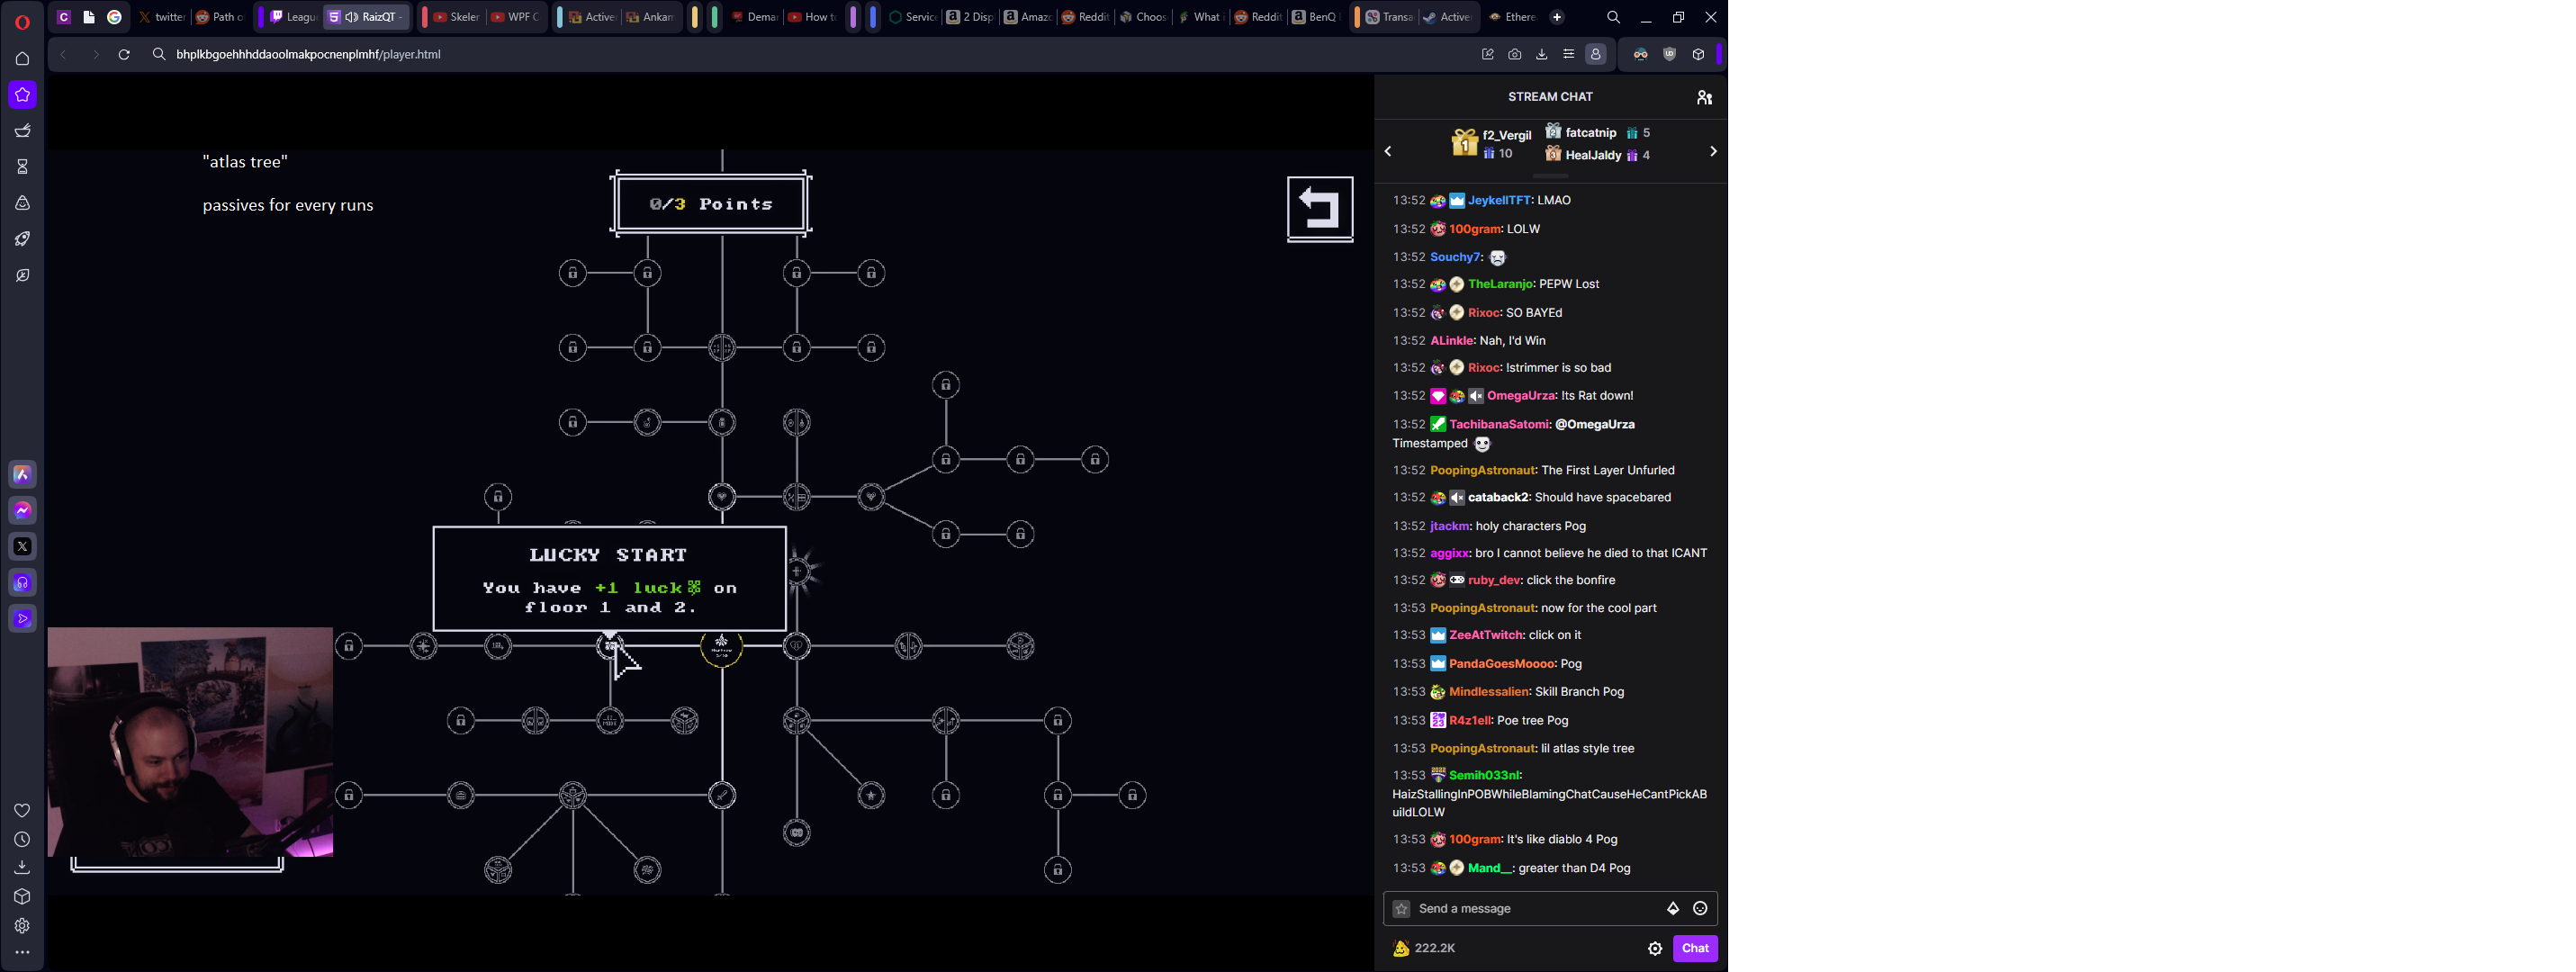 twitter
Path of
Leagu
RaizQT -
Skeler
WPF C
Active
Ankam
Demar
How to
Service
2 Disp
Amazo
Reddit
Choos
What i
Reddit
BenQ
Transa
Active
Ethere
bhplkbgoehhhddaoolmakpocnenplmhf/player.html
"atlas tree"
passives for every runs
0/3 Points
LUCKY START
You have +1 luck on
floor 1 and 2.
STREAM CHAT
f2_Vergil
10
fatcatnip 5
HealJaldy 4
13:52 JeykellTFT: LMAO
13:52 100gram: LOLW
13:52 Souchy7:
13:52 TheLaranjo: PEPW Lost
13:52 Rixoc: SO BAYEd
13:52 ALinkle: Nah, I'd Win
13:52 Rixoc: !strimmer is so bad
13:52 OmegaUrza: !ts Rat down!
13:52 TachibanaSatomi: @OmegaUrza
Timestamped
13:52 PoopingAstronaut: The First Layer Unfurled
13:52 cataback2: Should have spacebared
13:52 jtackm: holy characters Pog
13:52 aggixx: bro I cannot believe he died to that ICANT
13:52 ruby_dev: click the bonfire
13:53 PoopingAstronaut: now for the cool part
13:53 ZeeAtTwitch: click on it
13:53 PandaGoesMoooo: Pog
13:53 Mindlessalien: Skill Branch Pog
13:53 R4z1ell: Poe tree Pog
13:53 PoopingAstronaut: lil atlas style tree
13:53 Semih033nl:
HaizStallingInPOBWhileBlamingChatCauseHeCantPickAB
uildLOLW
13:53 100gram: It's like diablo 4 Pog
13:53 Mand__: greater than D4 Pog
Send a message
222.2K
Chat